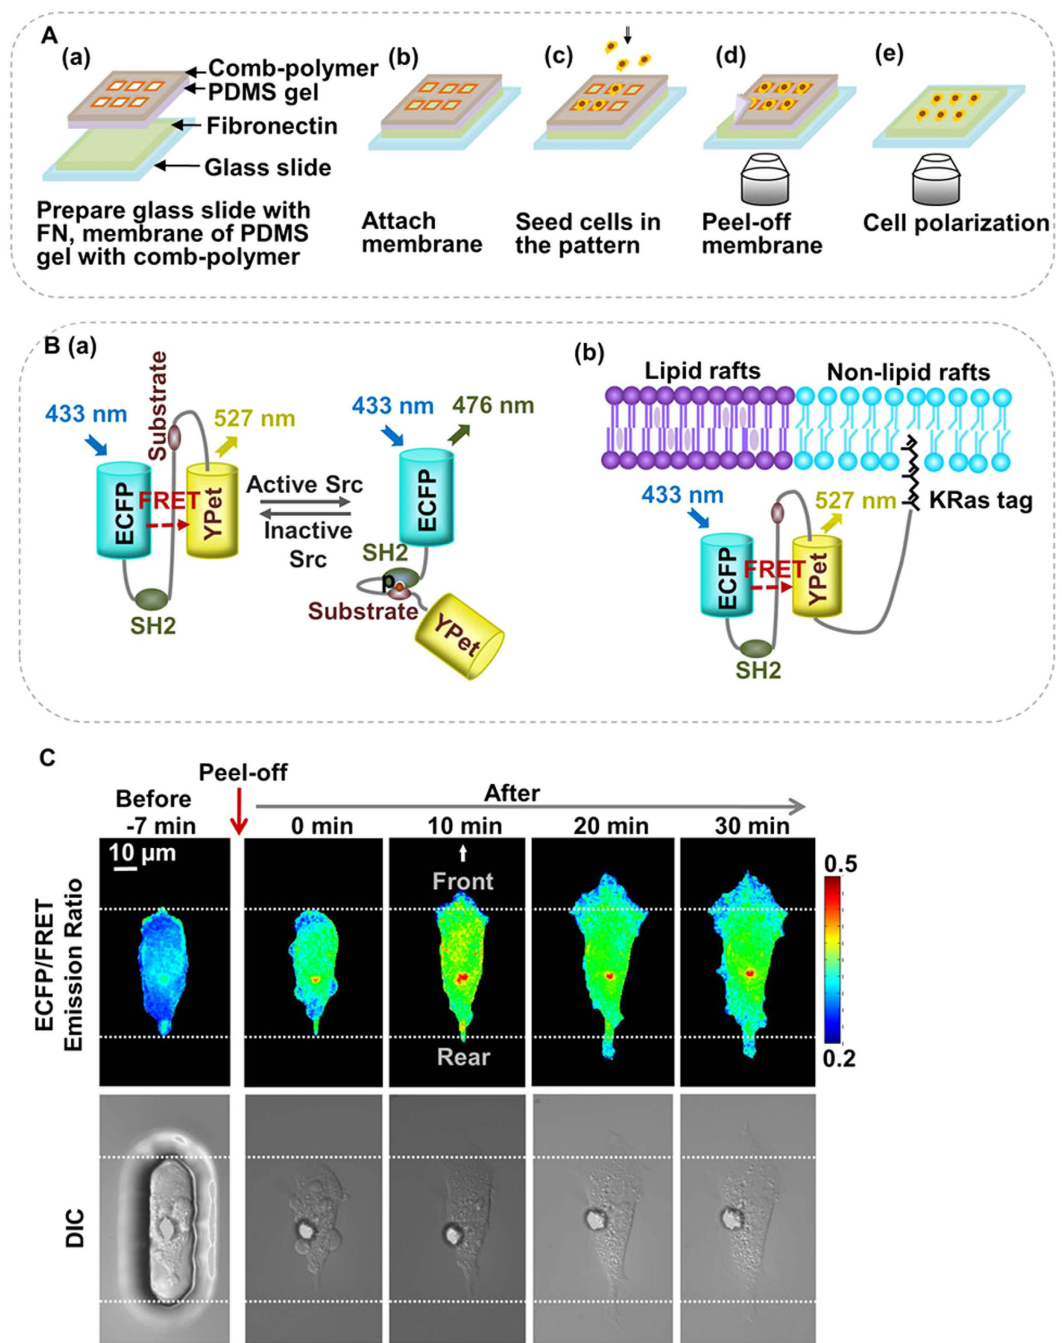 A
(a)
Comb-polymer
PDMS gel
Fibronectin
Glass slide
Prepare glass slide with
FN, membrane of PDMS
gel with comb-polymer
(b)
Attach
membrane
(c)
Seed cells in
the pattern
(d)
Peel-off
membrane
(e)
Cell polarization
B (a)
433 nm
Substrate
527 nm
ECFP
FRET
YPet
SH2
Active Src
Inactive
Src
433 nm
476 nm
ECFP
SH2
p
Substrate
YPet
(b)
Lipid rafts
Non-lipid rafts
433 nm
527 nm
KRas tag
ECFP
FRET
YPet
SH2
C
Peel-off
Before
After
-7 min
0 min
10 min
20 min
30 min
10 μm
Front
Rear
ECFP/FRET
Emission Ratio
0.5
0.2
DIC